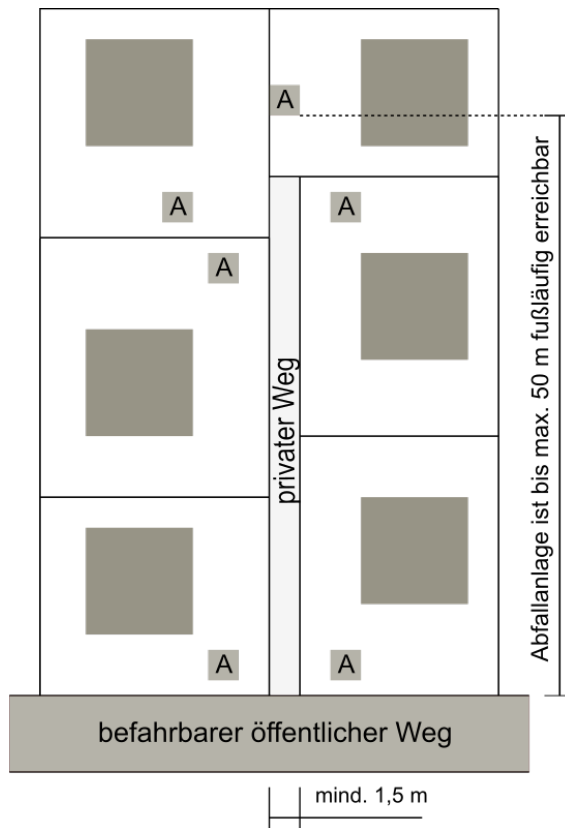 A
A
A
A
privater Weg
Abfallanlage ist bis max. 50 m fußläufig erreichbar
A
A
befahrbarer öffentlicher Weg
mind. 1,5 m